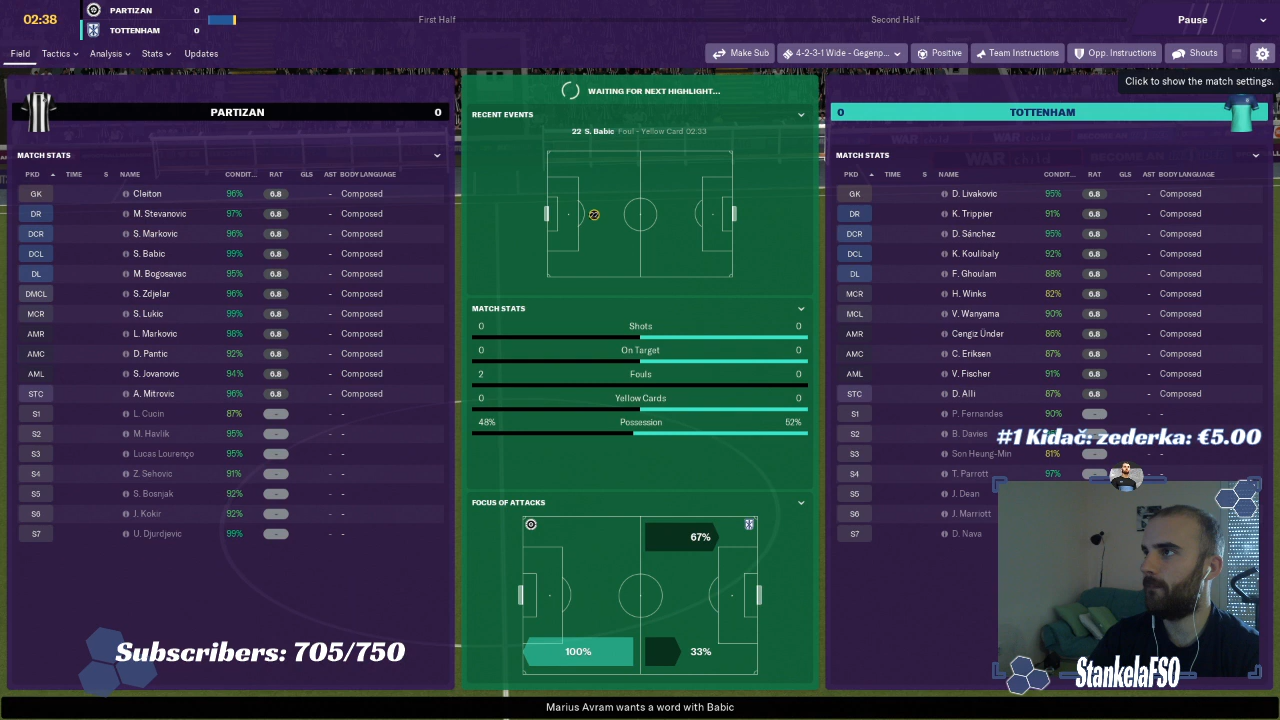 02:38
PARTIZAN 0
TOTTENHAM 0
First Half
Second Half
Pause
Field Tactics Analysis Stats Updates
Make Sub 4-2-3-1 Wide - Gegenp... Positive Team Instructions Opp. Instructions Shouts
Click to show the match settings.
PARTIZAN 0
MATCH STATS
PKD TIME S NAME CONDIT... RAT GLS AST BODY LANGUAGE
GK Cleiton 96% 6.8 - Composed
DR M. Stevanovic 97% 6.8 - Composed
DCR S. Markovic 96% 6.8 - Composed
DCL S. Babic 99% 6.8 - Composed
DL M. Bogosavac 95% 6.8 - Composed
DMCL S. Zdjelar 96% 6.8 - Composed
MCR S. Lukic 99% 6.8 - Composed
AMR L. Markovic 98% 6.8 - Composed
AMC D. Pantic 92% 6.8 - Composed
AML S. Jovanovic 94% 6.8 - Composed
STC A. Mitrovic 96% 6.8 - Composed
S1 L. Cucin 87% - - -
S2 M. Havlik 95% - - -
S3 Lucas Lourenço 95% - - -
S4 Z. Sehovic 91% - - -
S5 S. Bosnjak 92% - - -
S6 J. Kokir 92% - - -
S7 U. Djurdjevic 99% - - -
Subscribers: 705/750
WAITING FOR NEXT HIGHLIGHT...
RECENT EVENTS
22 S. Babic Foul - Yellow Card 02:33
22
MATCH STATS
0 Shots 0
0 On Target 0
2 Fouls 0
0 Yellow Cards 0
48% Possession 52%
FOCUS OF ATTACKS
67%
100% 33%
0 TOTTENHAM
MATCH STATS
PKD TIME S NAME CONDIT... RAT GLS AST BODY LANGUAGE
GK D. Livakovic 95% 6.8 - Composed
DR K. Trippier 91% 6.8 - Composed
DCR D. Sánchez 95% 6.8 - Composed
DCL K. Koulibaly 92% 6.8 - Composed
DL F. Ghoulam 88% 6.8 - Composed
MCR H. Winks 82% 6.8 - Composed
MCL V. Wanyama 90% 6.8 - Composed
AMR Cengiz Ünder 86% 6.8 - Composed
AMC C. Eriksen 87% 6.8 - Composed
AML V. Fischer 91% 6.8 - Composed
STC D. Alli 87% 6.8 - Composed
S1 P. Fernandes 90% - - -
S2 B. Davies
#1 Kidač: zederka: €5.00
S3 Son Heung-Min 81% - - -
S4 T. Parrott 97% - - -
S5 J. Dean
S6 J. Marriott
S7 D. Nava
StankelaFSO
Marius Avram wants a word with Babic